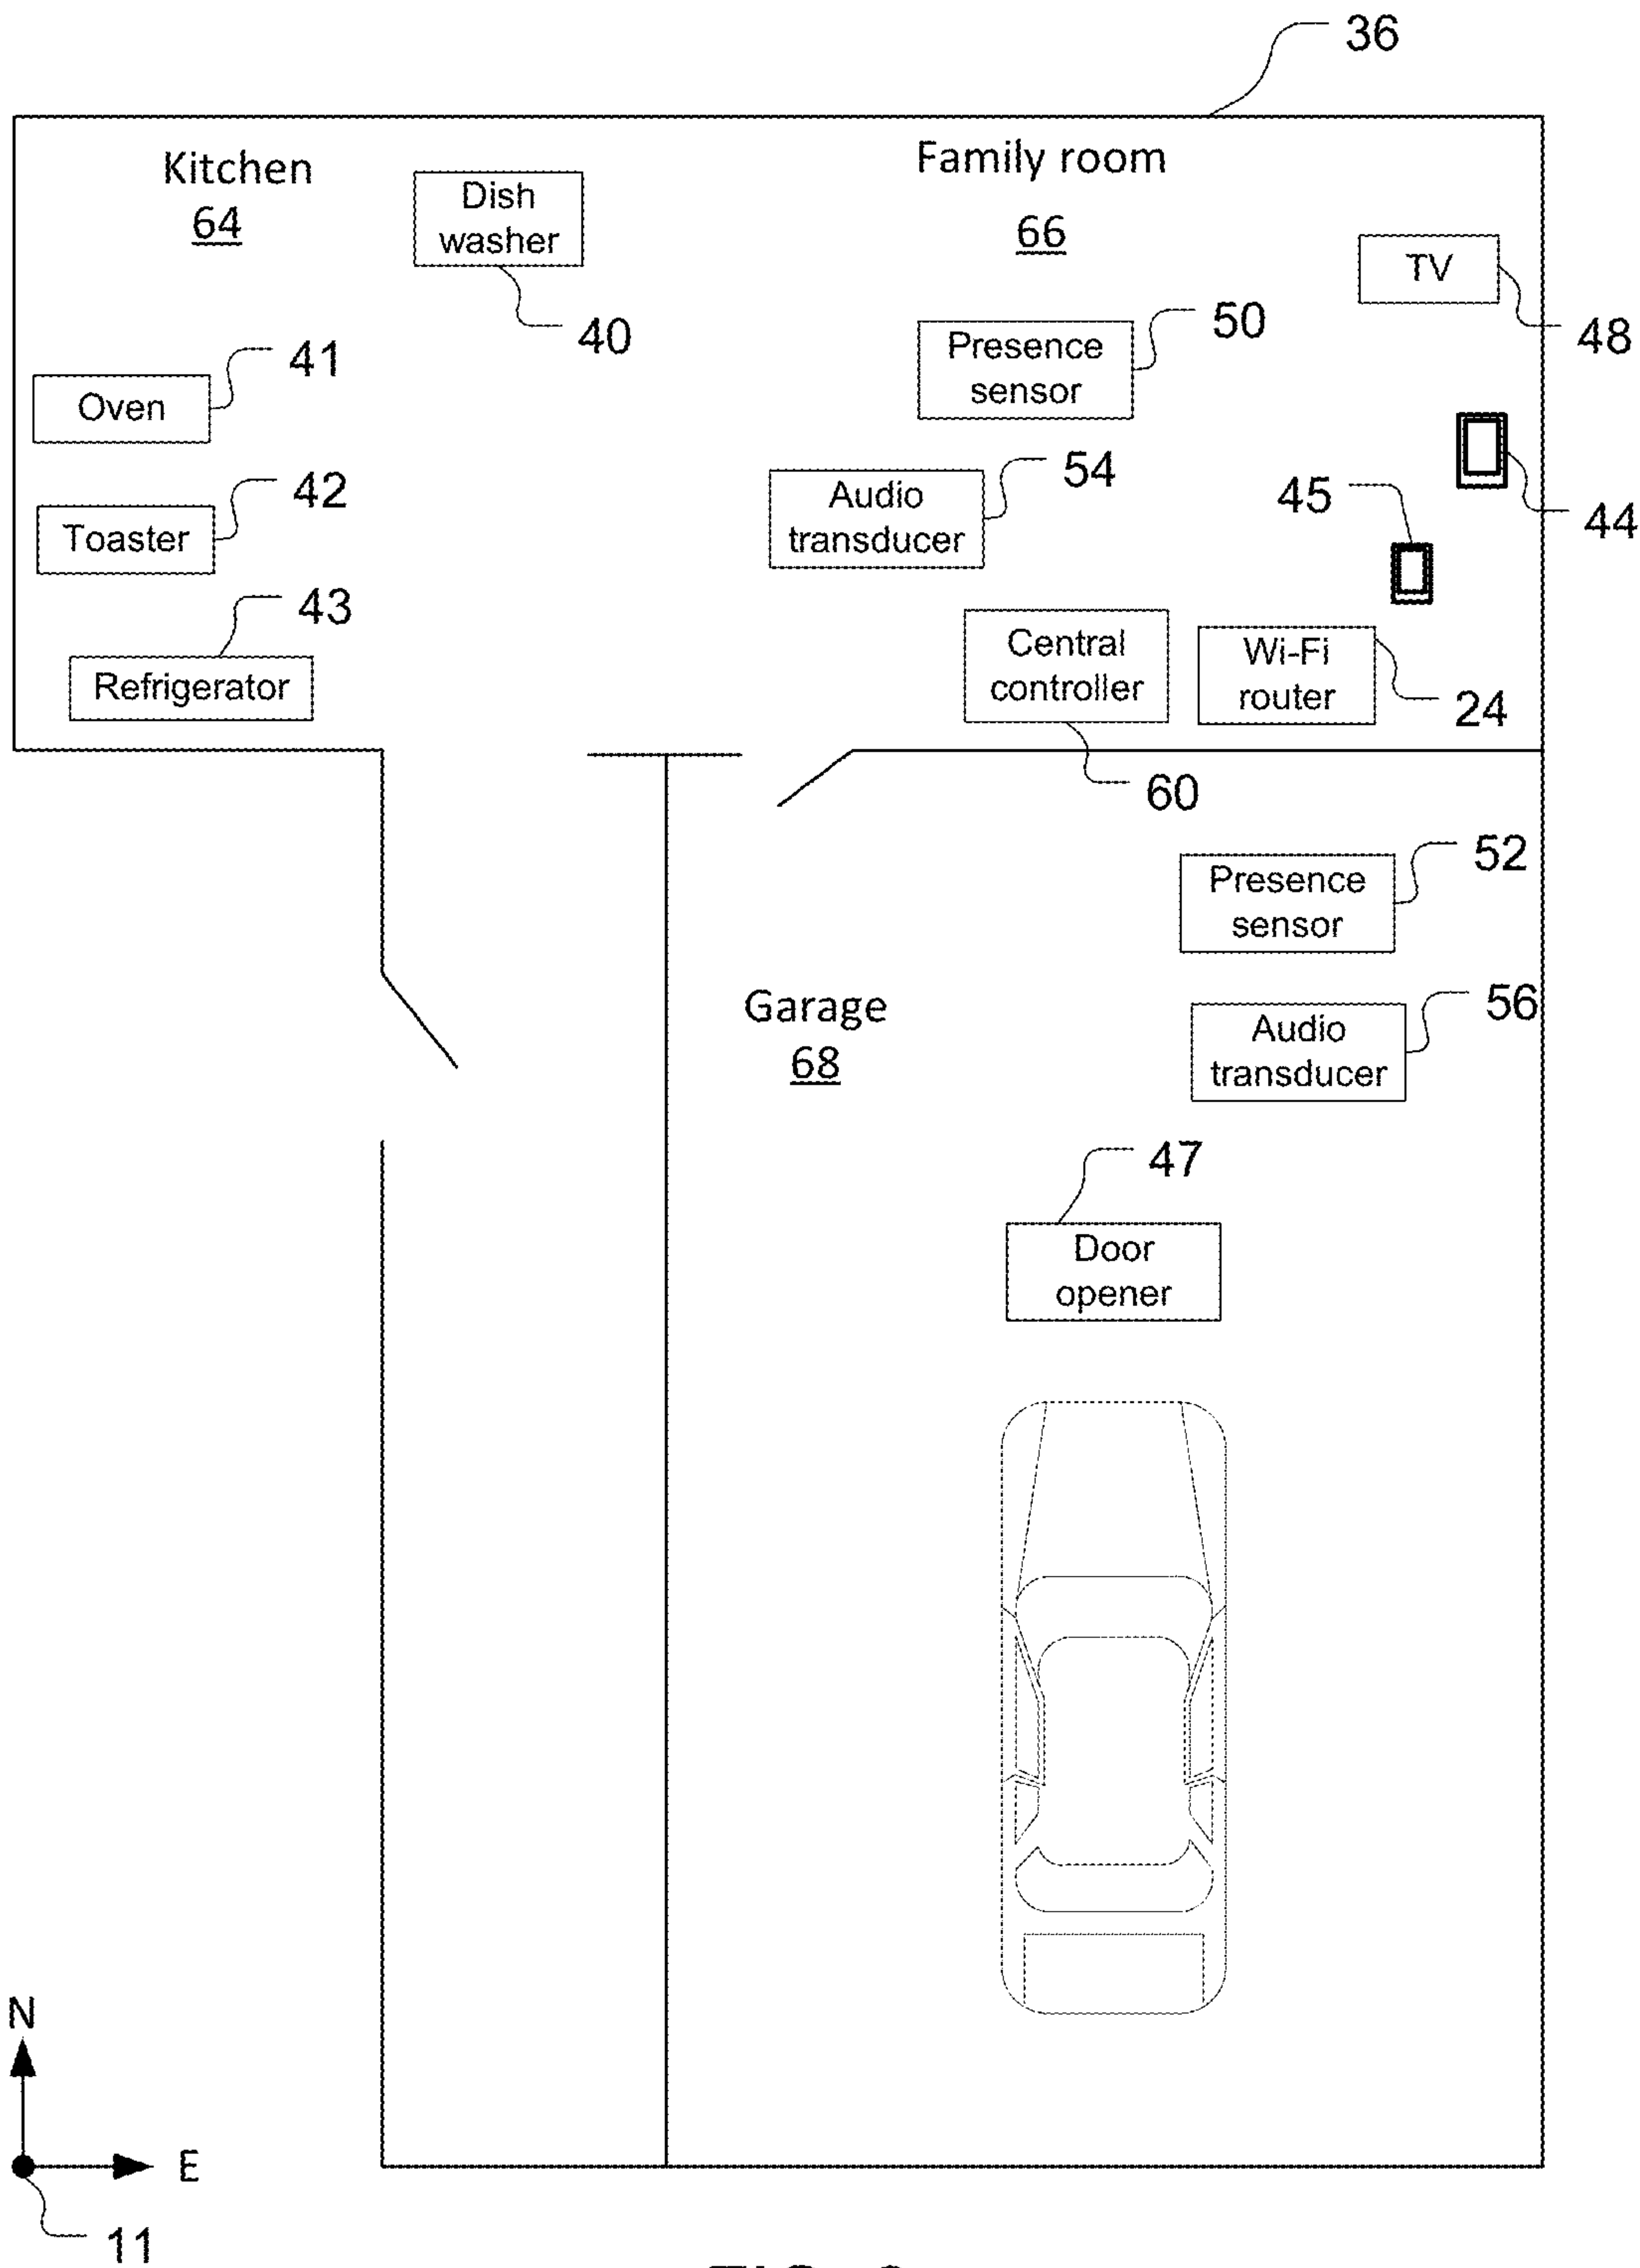 36
Kitchen
64
Dish
washer
40
Family room
66
TV
48
Presence
sensor
50
Oven
41
Audio
transducer
54
44
45
Toaster
42
Refrigerator
43
Central
controller
60
Wi-Fi
router
24
Presence
sensor
52
Garage
68
Audio
transducer
56
47
Door
opener
N
E
11